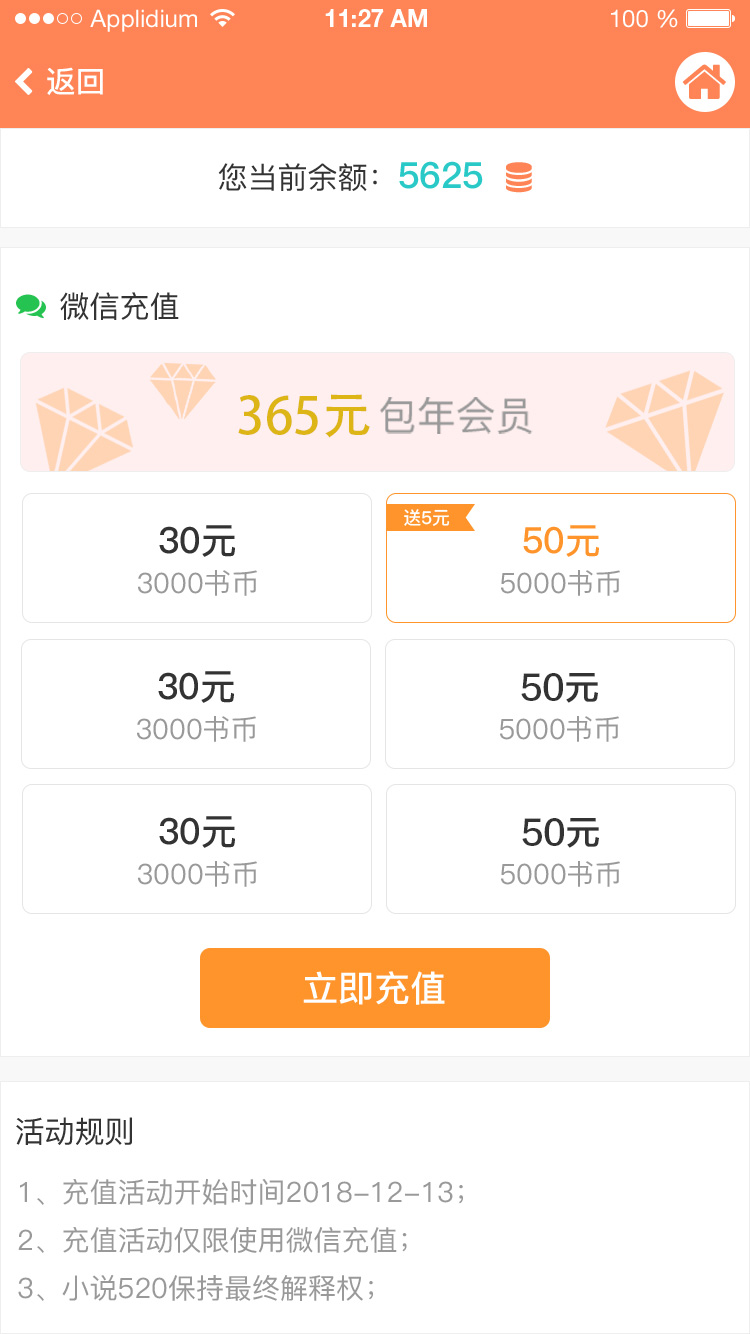 Applidium 11:27 AM 100 %
返回
您当前余额：5625
微信充值
365元包年会员
30元
3000书币
送5元
50元
5000书币
30元
3000书币
50元
5000书币
30元
3000书币
50元
5000书币
立即充值
活动规则
1、充值活动开始时间2018-12-13；
2、充值活动仅限使用微信充值；
3、小说520保持最终解释权；